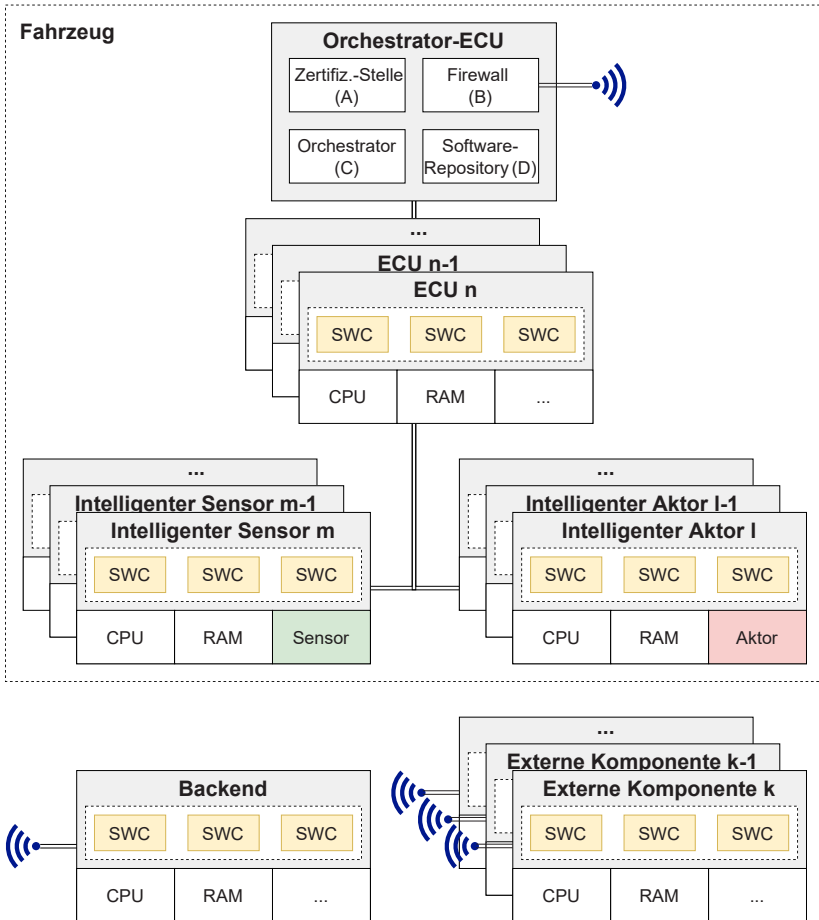 Fahrzeug
Orchestrator-ECU
Zertifiz.-Stelle
(A)
Firewall
(B)
Orchestrator
(C)
Software-
Repository (D)
...
ECU n-1
ECU n
SWC SWC SWC
CPU RAM ...
...
Intelligenter Sensor m-1
Intelligenter Sensor m
SWC SWC SWC
CPU RAM Sensor
...
Intelligenter Aktor l-1
Intelligenter Aktor l
SWC SWC SWC
CPU RAM Aktor
Backend
SWC SWC SWC
CPU RAM ...
...
Externe Komponente k-1
Externe Komponente k
SWC SWC SWC
CPU RAM ...